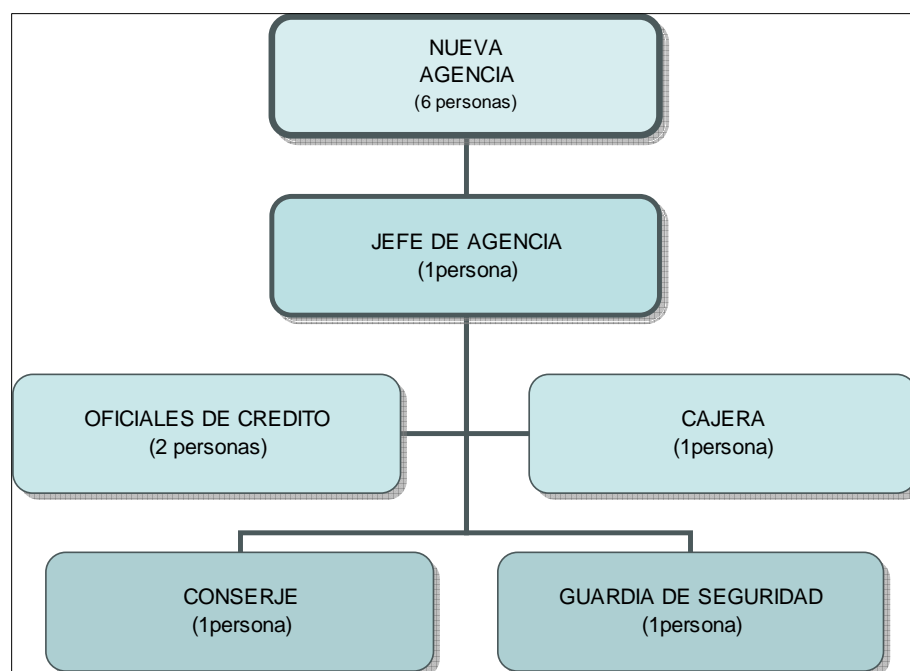 NUEVA
AGENCIA
(6 personas)
JEFE DE AGENCIA
(1persona)
OFICIALES DE CREDITO
(2 personas)
CAJERA
(1persona)
CONSERJE
(1persona)
GUARDIA DE SEGURIDAD
(1persona)